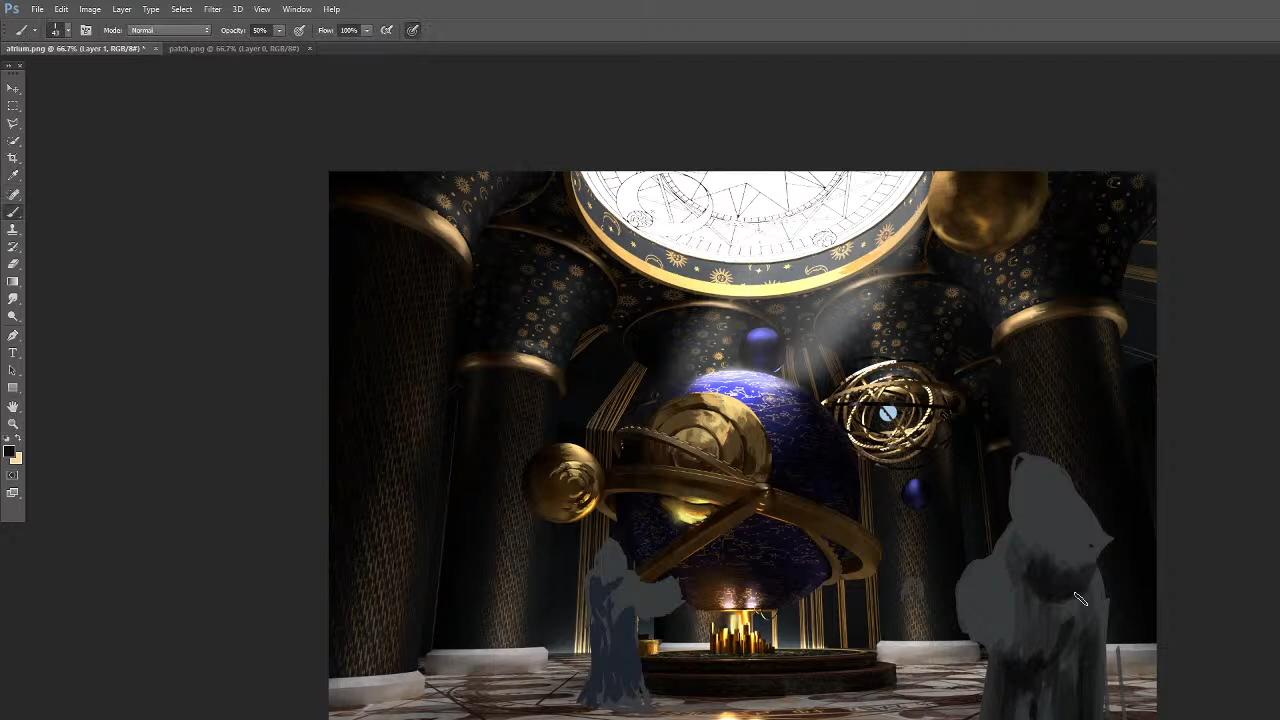 Ps File Edit Image Layer Type Select Filter 3D View Window Help
43 Mode: Normal Opacity: 50% Flow: 100%
atrium.png @ 66.7% (Layer 1, RGB/8#) * × patch.png @ 66.7% (Layer 0, RGB/8#) ×